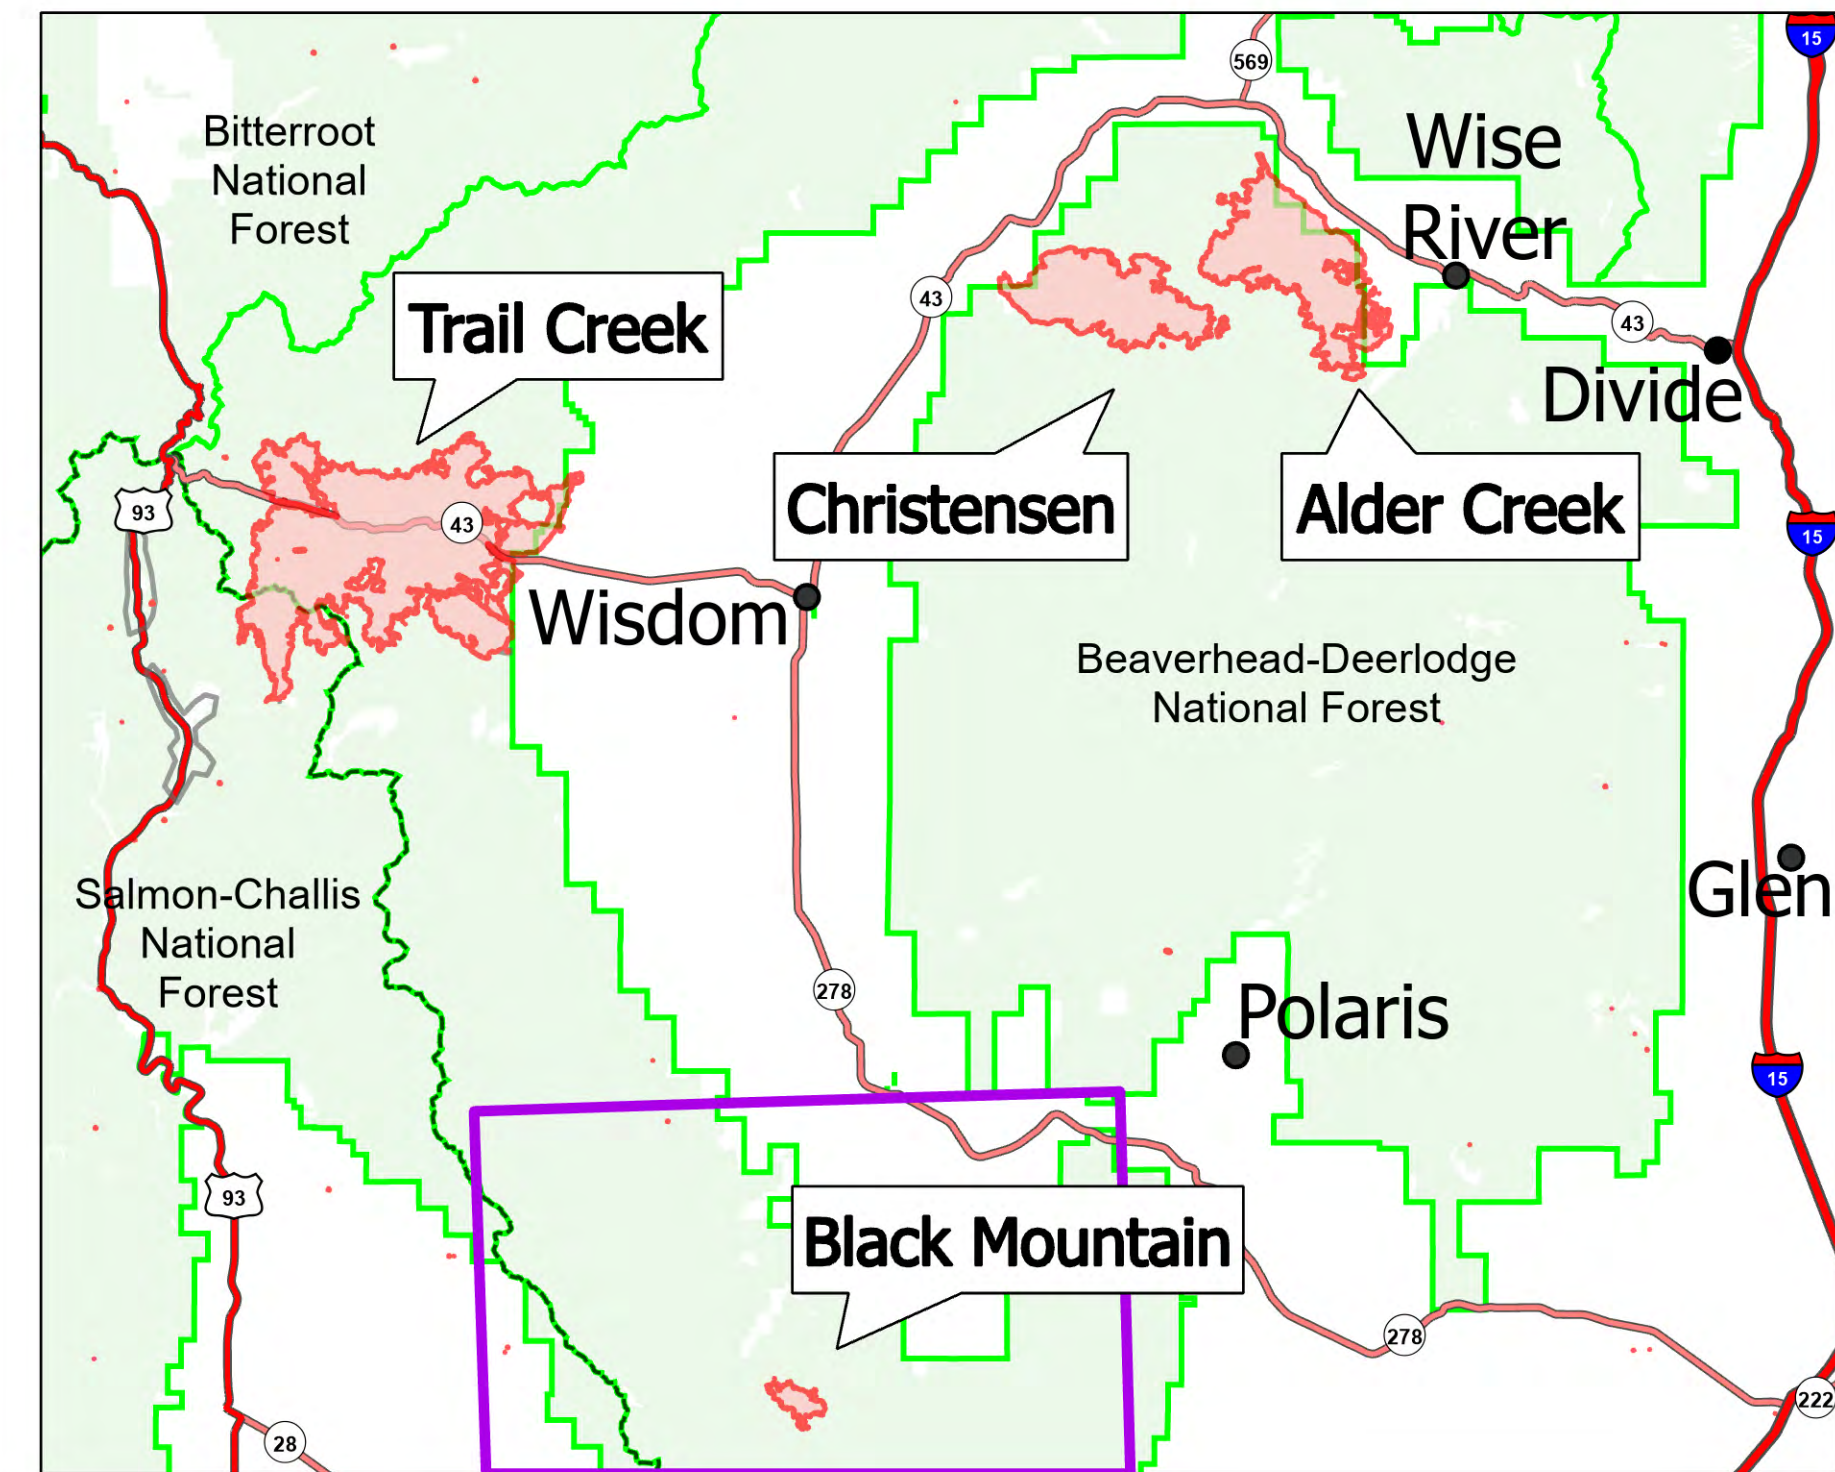 15
569
Bitterroot
National
Forest
Wise
River
Trail Creek
43
43
Divide
93
43
Christensen
Alder Creek
15
Wisdom
Beaverhead-Deerlodge
National Forest
Glen
Salmon-Challis
National
Forest
278
Polaris
15
93
Black Mountain
278
222
28